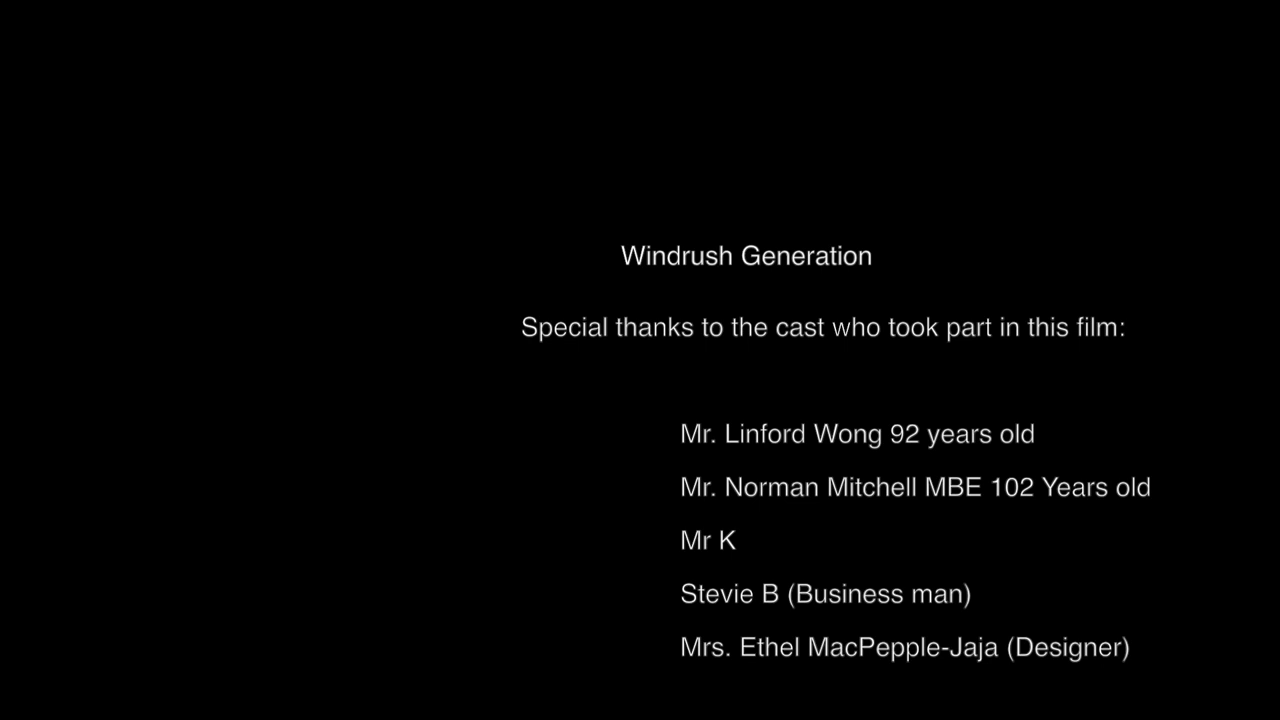 Windrush Generation
Special thanks to the cast who took part in this film:
Mr. Linford Wong 92 years old
Mr. Norman Mitchell MBE 102 Years old
Mr K
Stevie B (Business man)
Mrs. Ethel MacPepple-Jaja (Designer)